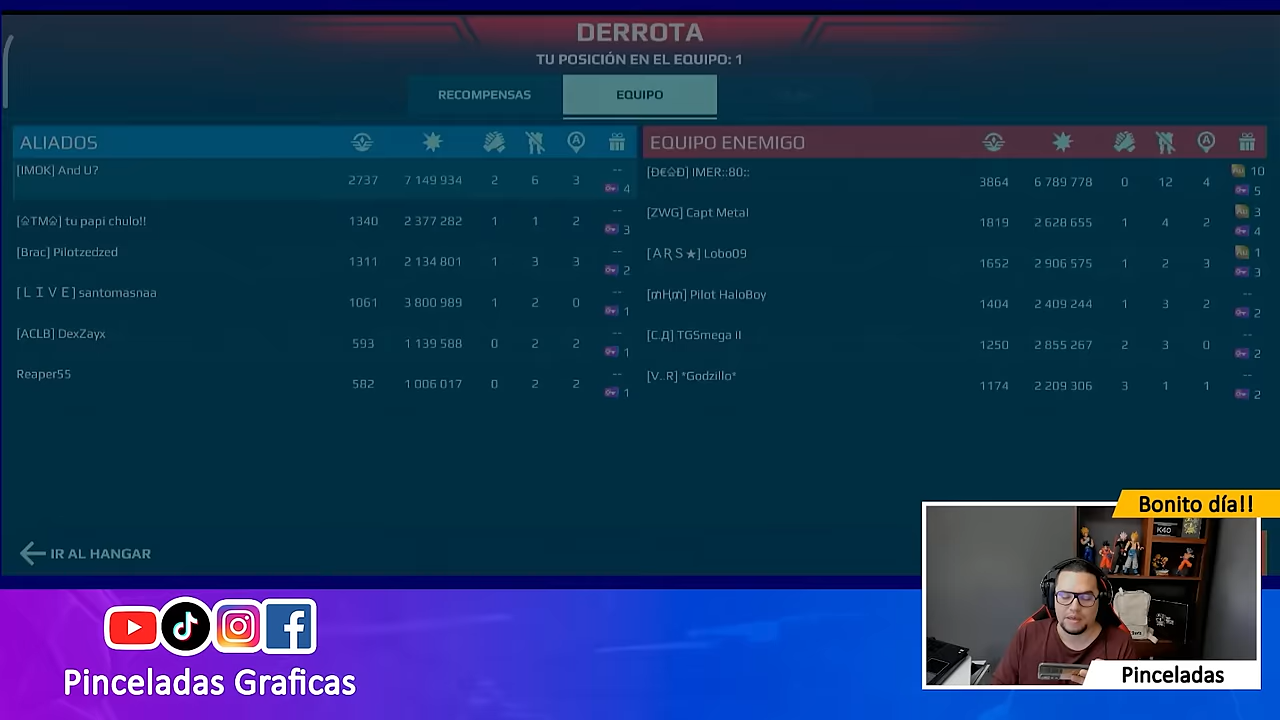 DERROTA
TU POSICIÓN EN EL EQUIPO: 1
RECOMPENSAS
EQUIPO
ALIADOS
[IMOK] And U? 2737 7 149 934 2 6 3 -- 4
[♤TM♤] tu papi chulo!! 1340 2 377 282 1 1 2 -- 3
[Brac] Pilotzedzed 1311 2 134 801 1 3 3 -- 2
[ L I V E ] santomasnaa 1061 3 800 989 1 2 0 -- 1
[ACLB] DexZayx 593 1 139 588 0 2 2 -- 1
Reaper55 582 1 006 017 0 2 2 -- 1
EQUIPO ENEMIGO
[Đ€♤Đ] IMER::80:: 3864 6 789 778 0 12 4 Au 10 5
[ZWG] Capt Metal 1819 2 628 655 1 4 2 Au 3 4
[A Ʀ S ★] Lobo09 1652 2 906 575 1 2 3 Au 1 3
[₥Ⱨ₥] Pilot HaloBoy 1404 2 409 244 1 3 2 -- 2
[C.Д] TGSmega II 1250 2 855 267 2 3 0 -- 2
[V..R] *Godzillo* 1174 2 209 306 3 1 1 -- 2
IR AL HANGAR
Bonito día!!
K40
Pinceladas
Pinceladas Graficas